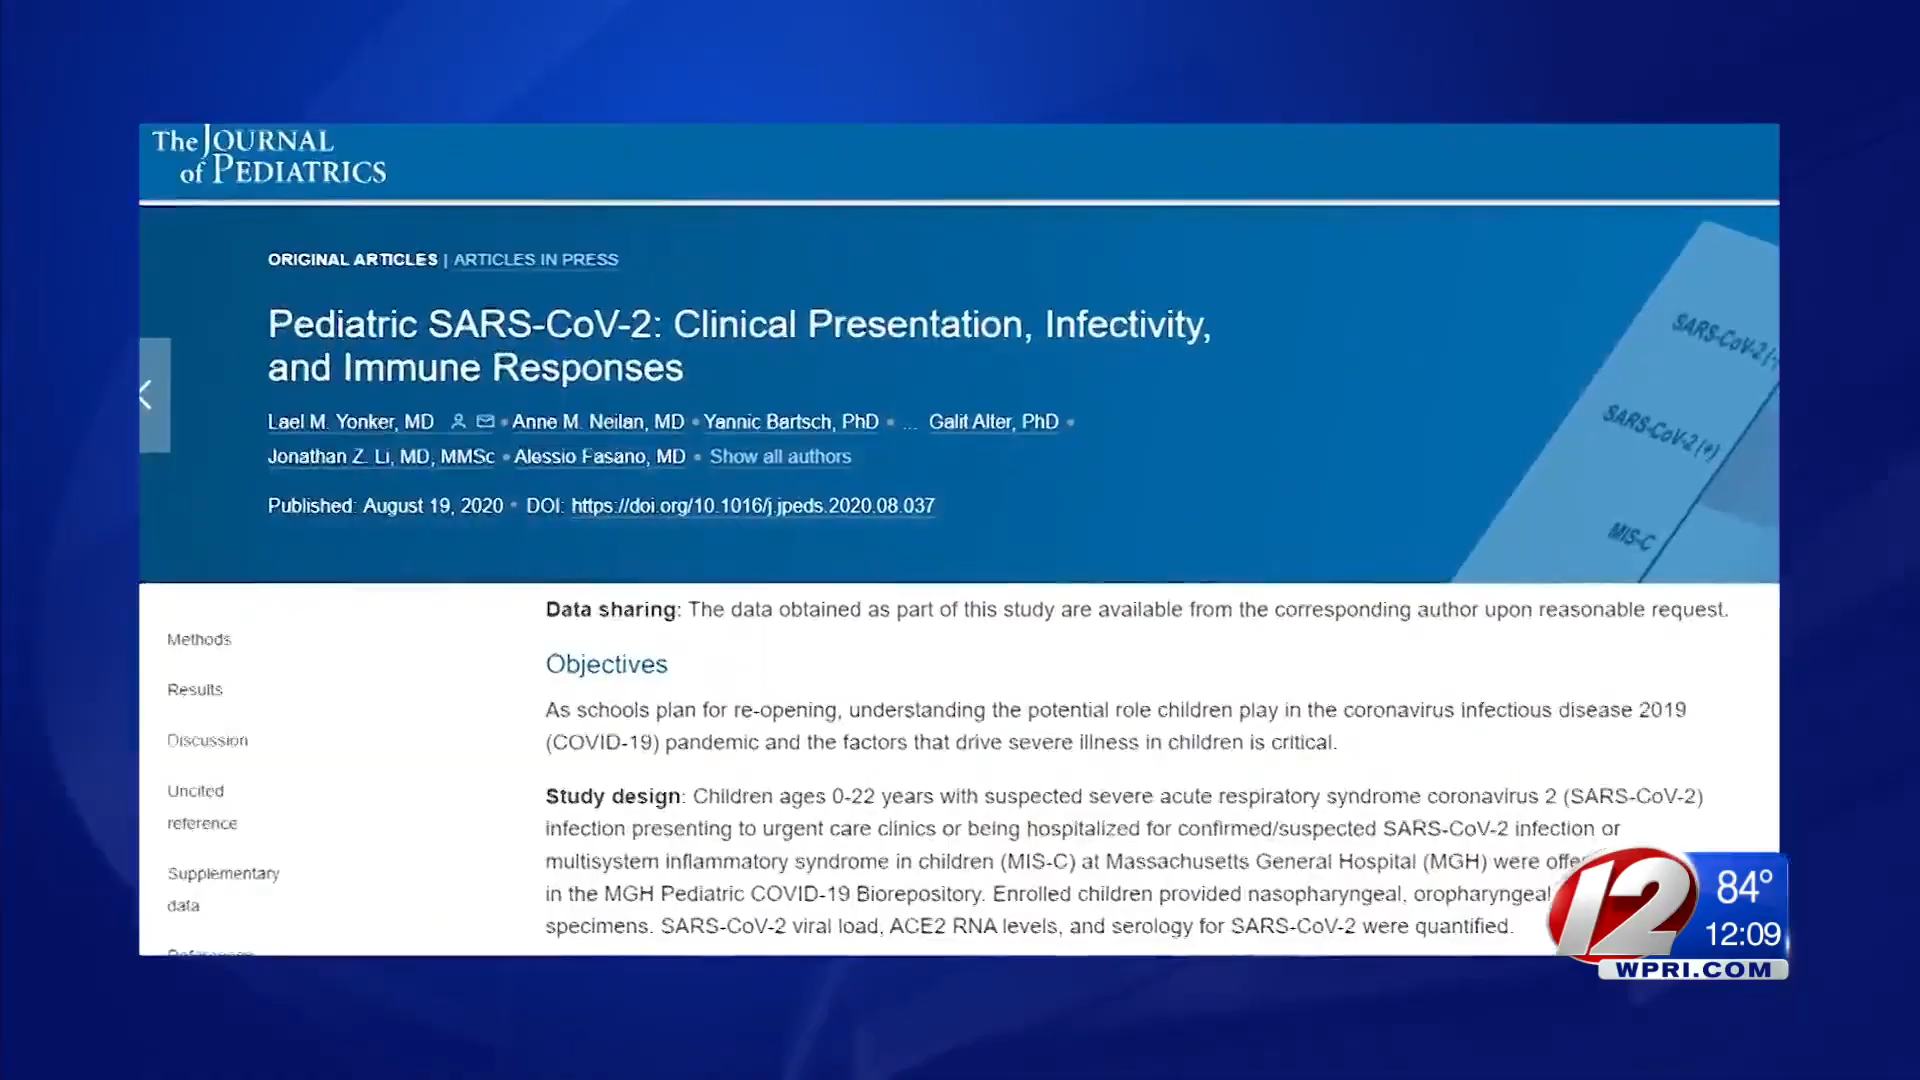 The JOURNAL
of PEDIATRICS
ORIGINAL ARTICLES | ARTICLES IN PRESS
Pediatric SARS-CoV-2: Clinical Presentation, Infectivity,
and Immune Responses
Lael M. Yonker, MD • Anne M. Neilan, MD • Yannic Bartsch, PhD • ... Galit Alter, PhD •
Jonathan Z. Li, MD, MMSc • Alessio Fasano, MD • Show all authors
Published: August 19, 2020 • DOI: https://doi.org/10.1016/j.jpeds.2020.08.037
SARS-CoV-2 (-
SARS-CoV-2 (+)
MIS-C
Methods
Results
Discussion
Uncited
reference
Supplementary
data
References
Data sharing: The data obtained as part of this study are available from the corresponding author upon reasonable request.
Objectives
As schools plan for re-opening, understanding the potential role children play in the coronavirus infectious disease 2019
(COVID-19) pandemic and the factors that drive severe illness in children is critical.
Study design: Children ages 0-22 years with suspected severe acute respiratory syndrome coronavirus 2 (SARS-CoV-2)
infection presenting to urgent care clinics or being hospitalized for confirmed/suspected SARS-CoV-2 infection or
multisystem inflammatory syndrome in children (MIS-C) at Massachusetts General Hospital (MGH) were offe
in the MGH Pediatric COVID-19 Biorepository. Enrolled children provided nasopharyngeal, oropharyngeal
specimens. SARS-CoV-2 viral load, ACE2 RNA levels, and serology for SARS-CoV-2 were quantified.
12
84°
12:09
WPRI.COM